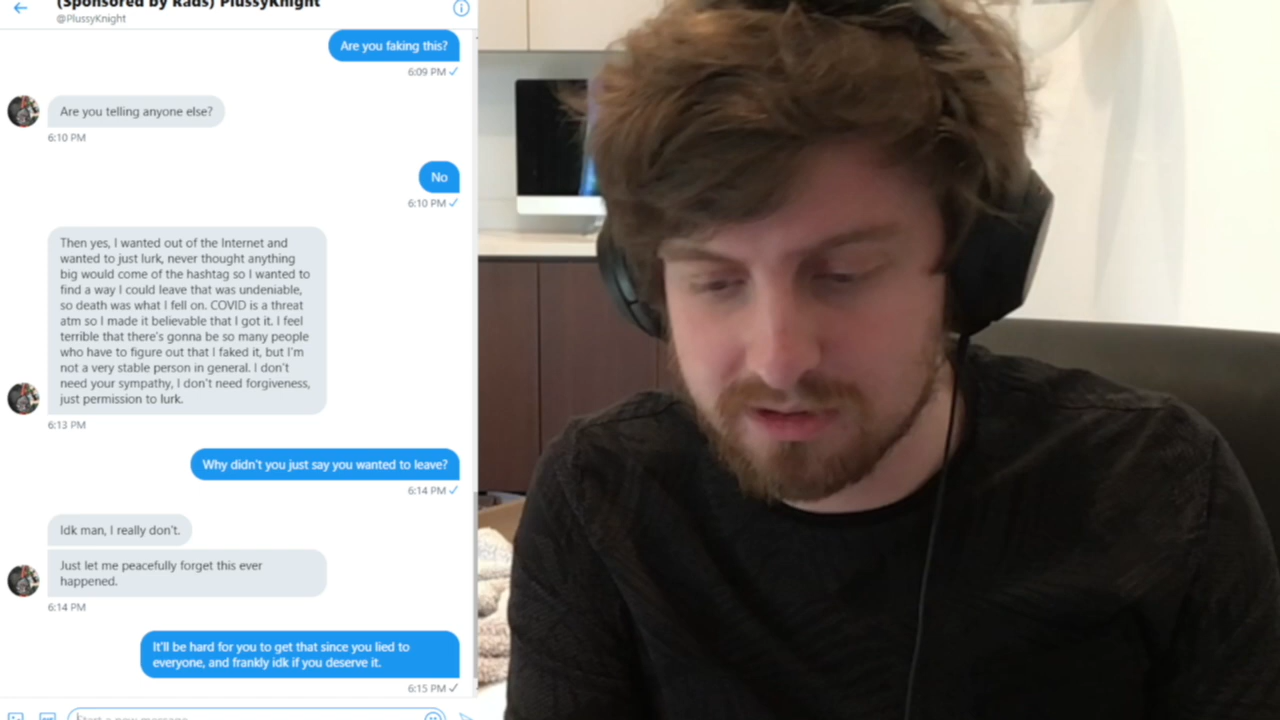 (Sponsored by Rads) PlussyKnight
@PlussyKnight
Are you faking this?
6:09 PM
Are you telling anyone else?
6:10 PM
No
6:10 PM
Then yes, I wanted out of the Internet and
wanted to just lurk, never thought anything
big would come of the hashtag so I wanted to
find a way I could leave that was undeniable,
so death was what I fell on. COVID is a threat
atm so I made it believable that I got it. I feel
terrible that there's gonna be so many people
who have to figure out that I faked it, but I'm
not a very stable person in general. I don't
need your sympathy, I don't need forgiveness,
just permission to lurk.
6:13 PM
Why didn't you just say you wanted to leave?
6:14 PM
Idk man, I really don't.
Just let me peacefully forget this ever
happened.
6:14 PM
It'll be hard for you to get that since you lied to
everyone, and frankly idk if you deserve it.
6:15 PM
Start a new message